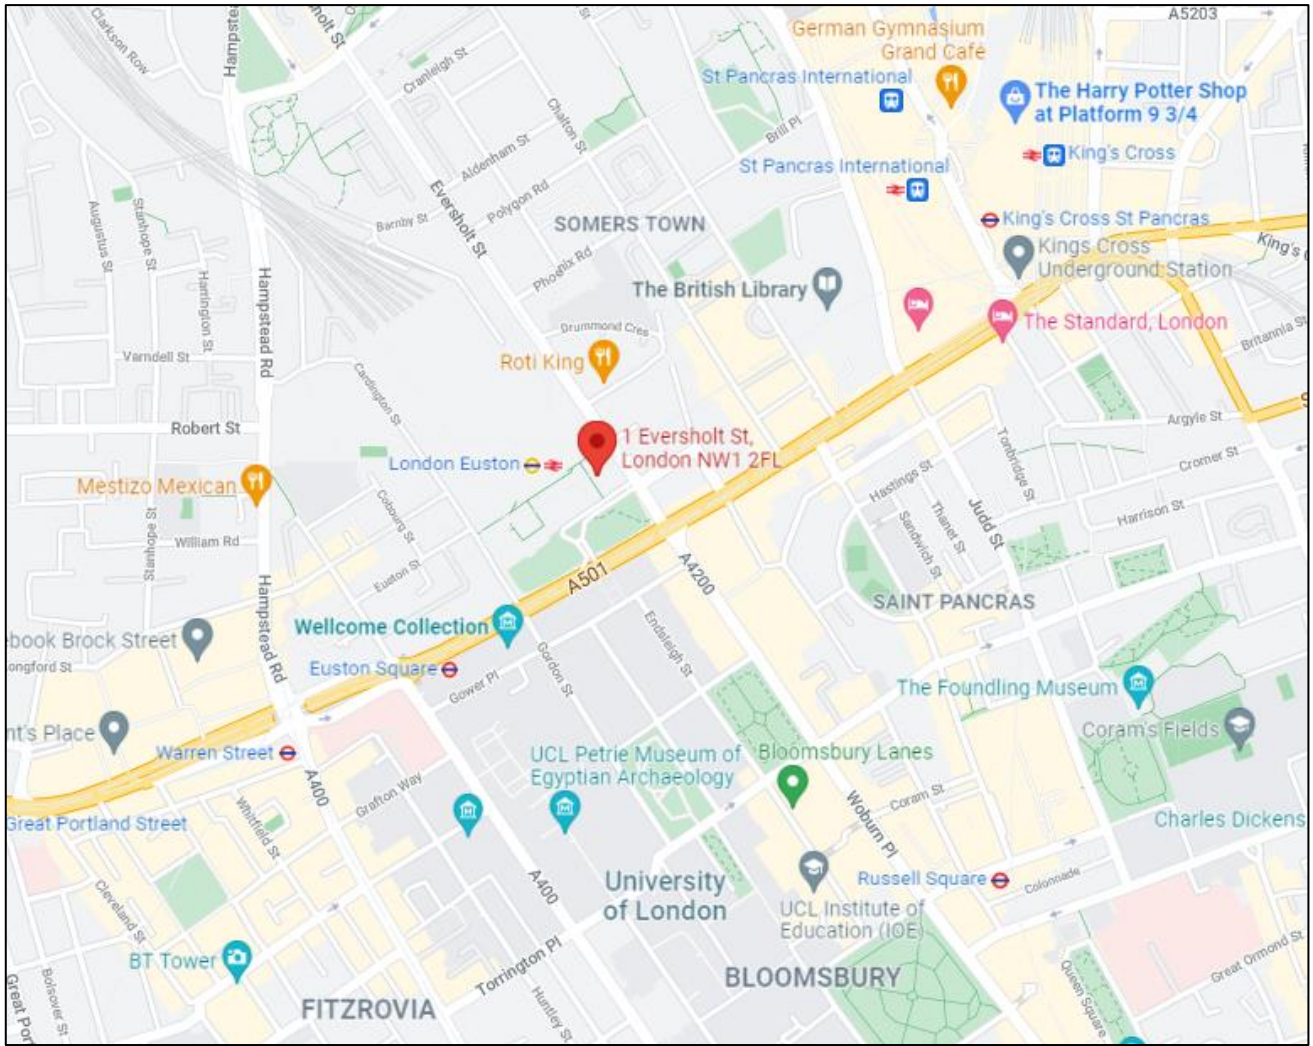 Clarkson Row
Hampste
nolt St
A5203
German Gymnasium
Grand Café
St Pancras International
The Harry Potter Shop
at Platform 9 3/4
Cranleigh St
Chalton St
Brill Pl
King's Cross
St Pancras International
Aldenham St
Polygon Rd
Eversholt St
Barnby St
SOMERS TOWN
King's Cross St Pancras
Augustus St
Stanhope St
Harrington St
Hampstead Rd
Phoenix Rd
Kings Cross
Underground Station
King's
The British Library
Drummond Cres
The Standard, London
Britannia St
Varndell St
Roti King
Cardington St
Robert St
Argyle St
1 Eversholt St,
London NW1 2FL
London Euston
Tonbridge St
Cromer St
Mestizo Mexican
Hastings St
Judd St
Harrison St
Cobourg St
Stanhope St
William Rd
Sandwich St
Thanet St
Euston St
A501
A4200
Hampstead Rd
SAINT PANCRAS
Wellcome Collection
Endsleigh St
ebook Brock Street
ongford St
Euston Square
Gordon St
Gower Pl
The Foundling Museum
nt's Place
Coram's Fields
Warren Street
UCL Petrie Museum of
Egyptian Archaeology
Bloomsbury Lanes
A400
Grafton Way
Coram St
Woburn Pl
Great Portland Street
Whitfield St
Charles Dickens
Russell Square
Colonnade
Cleveland St
A400
University
of London
UCL Institute of
Education (IOE)
BT Tower
Torrington Pl
BLOOMSBURY
Great Ormond St
Queen Square
Great Por
Bolsover St
FITZROVIA
Huntley St